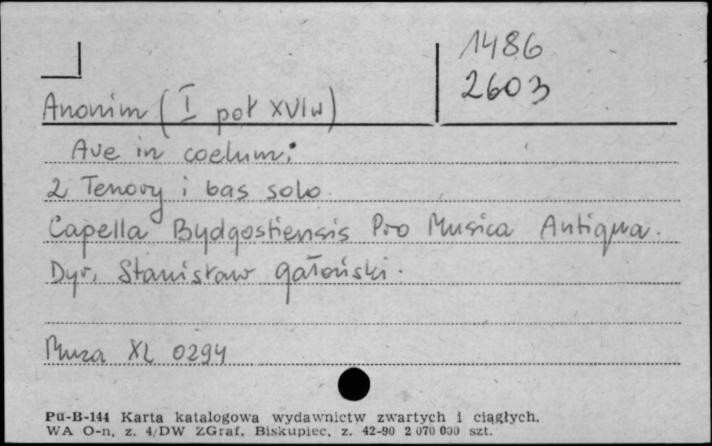 1486
2603
Anonim (I poł XVIw)
Ave in coelum;
2 Tenory i bas solo
Capella Bydgostiensis Pro Musica Antiqua.
Dyr. Stanisław Gałoński.
Muza XL 0294
Pu-B-144 Karta katalogowa wydawnictw zwartych i ciągłych.
WA O-n, z. 4/DW ZGraf. Biskupiec, z. 42-90 2 070 000 szt.